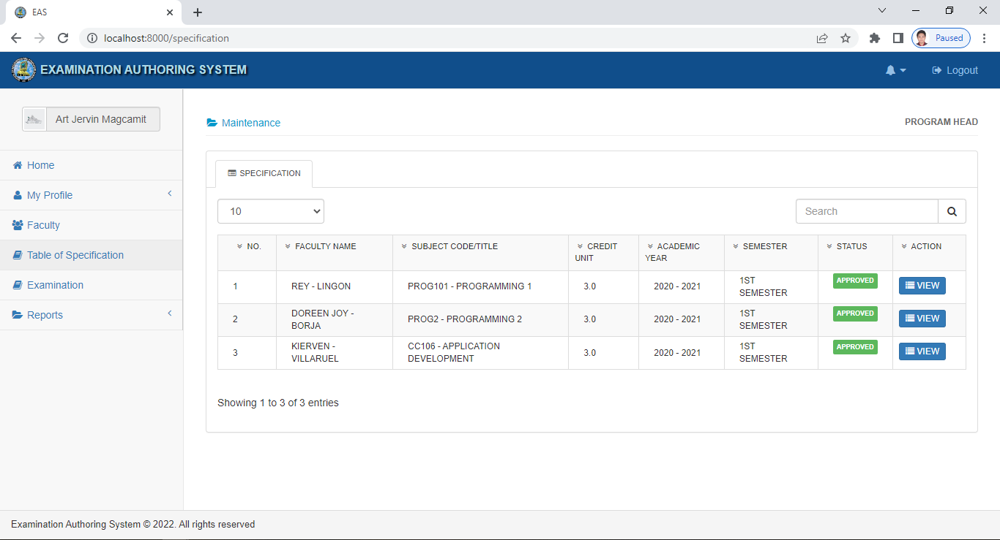 EAS
localhost:8000/specification
Paused
EXAMINATION AUTHORING SYSTEM
Logout
Art Jervin Magcamit
Maintenance
PROGRAM HEAD
Home
My Profile
Faculty
Table of Specification
Examination
Reports
SPECIFICATION
10
Search
NO.
FACULTY NAME
SUBJECT CODE/TITLE
CREDIT
UNIT
ACADEMIC
YEAR
SEMESTER
STATUS
ACTION
1
REY - LINGON
PROG101 - PROGRAMMING 1
3.0
2020 - 2021
1ST
SEMESTER
APPROVED
VIEW
2
DOREEN JOY -
BORJA
PROG2 - PROGRAMMING 2
3.0
2020 - 2021
1ST
SEMESTER
APPROVED
VIEW
3
KIERVEN -
VILLARUEL
CC106 - APPLICATION
DEVELOPMENT
3.0
2020 - 2021
1ST
SEMESTER
APPROVED
VIEW
Showing 1 to 3 of 3 entries
Examination Authoring System © 2022. All rights reserved